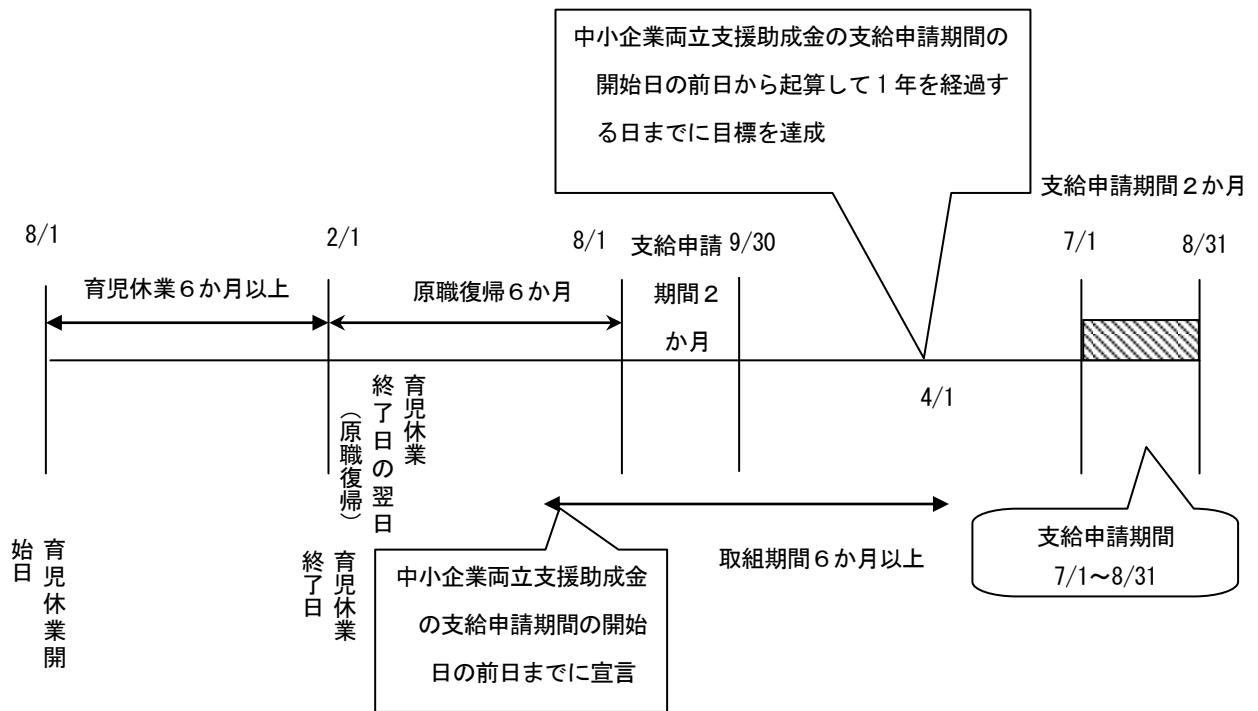 中小企業両立支援助成金の支給申請期間の
開始日の前日から起算して1年を経過す
る日までに目標を達成
支給申請期間2か月
8/1
2/1
8/1
支給申請
期間2
か月
9/30
7/1
8/31
育児休業6か月以上
原職復帰6か月
4/1
育児休業
終了日の翌日
(原職復帰)
育児休業開
始日
育児休業
終了日
中小企業両立支援助成金
の支給申請期間の開始
日の前日までに宣言
取組期間6か月以上
支給申請期間
7/1～8/31